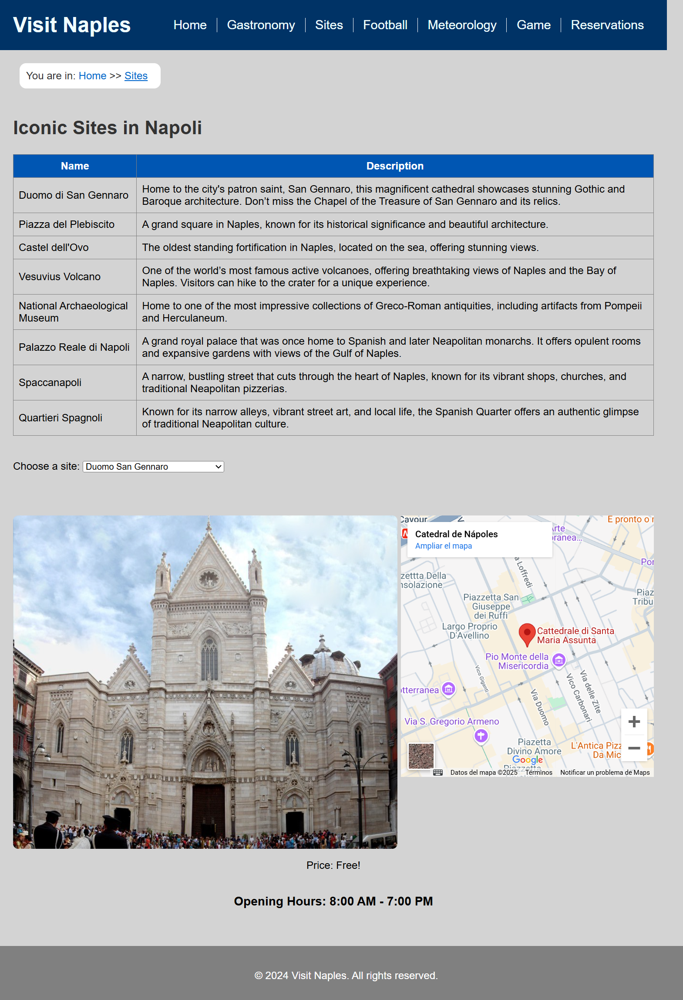 Visit Naples
Home
Gastronomy
Sites
Football
Meteorology
Game
Reservations
You are in: Home >> Sites
Iconic Sites in Napoli
Name
Description
Duomo di San Gennaro
Home to the city's patron saint, San Gennaro, this magnificent cathedral showcases stunning Gothic and
Baroque architecture. Don’t miss the Chapel of the Treasure of San Gennaro and its relics.
Piazza del Plebiscito
A grand square in Naples, known for its historical significance and beautiful architecture.
Castel dell'Ovo
The oldest standing fortification in Naples, located on the sea, offering stunning views.
Vesuvius Volcano
One of the world’s most famous active volcanoes, offering breathtaking views of Naples and the Bay of
Naples. Visitors can hike to the crater for a unique experience.
National Archaeological
Museum
Home to one of the most impressive collections of Greco-Roman antiquities, including artifacts from Pompeii
and Herculaneum.
Palazzo Reale di Napoli
A grand royal palace that was once home to Spanish and later Neapolitan monarchs. It offers opulent rooms
and expansive gardens with views of the Gulf of Naples.
Spaccanapoli
A narrow, bustling street that cuts through the heart of Naples, known for its vibrant shops, churches, and
traditional Neapolitan pizzerias.
Quartieri Spagnoli
Known for its narrow alleys, vibrant street art, and local life, the Spanish Quarter offers an authentic glimpse
of traditional Neapolitan culture.
Choose a site: Duomo San Gennaro
Cavour
E pronto o
Catedral de Nápoles
Ampliar el mapa
Arte
oranea...
Por
Loffredi
zettta Della
nsolazione
Piazzetta San
Giuseppe
dei Ruffi
Piaz
Tribu
Largo Proprio
D'Avellino
Cattedrale di Santa
Maria Assunta
Pio Monte della
Misericordia
Vico Giganti
Via Duomo
Vico Carbonari
Via delle Zite
otterranea
Via S. Gregorio Armeno
Piazetta
Divino Amore
L'Antica Pizz
Da Mic
Google
Piazzetta
Datos del mapa ©2025
Términos
Notificar un problema de Maps
Price: Free!
Opening Hours: 8:00 AM - 7:00 PM
© 2024 Visit Naples. All rights reserved.